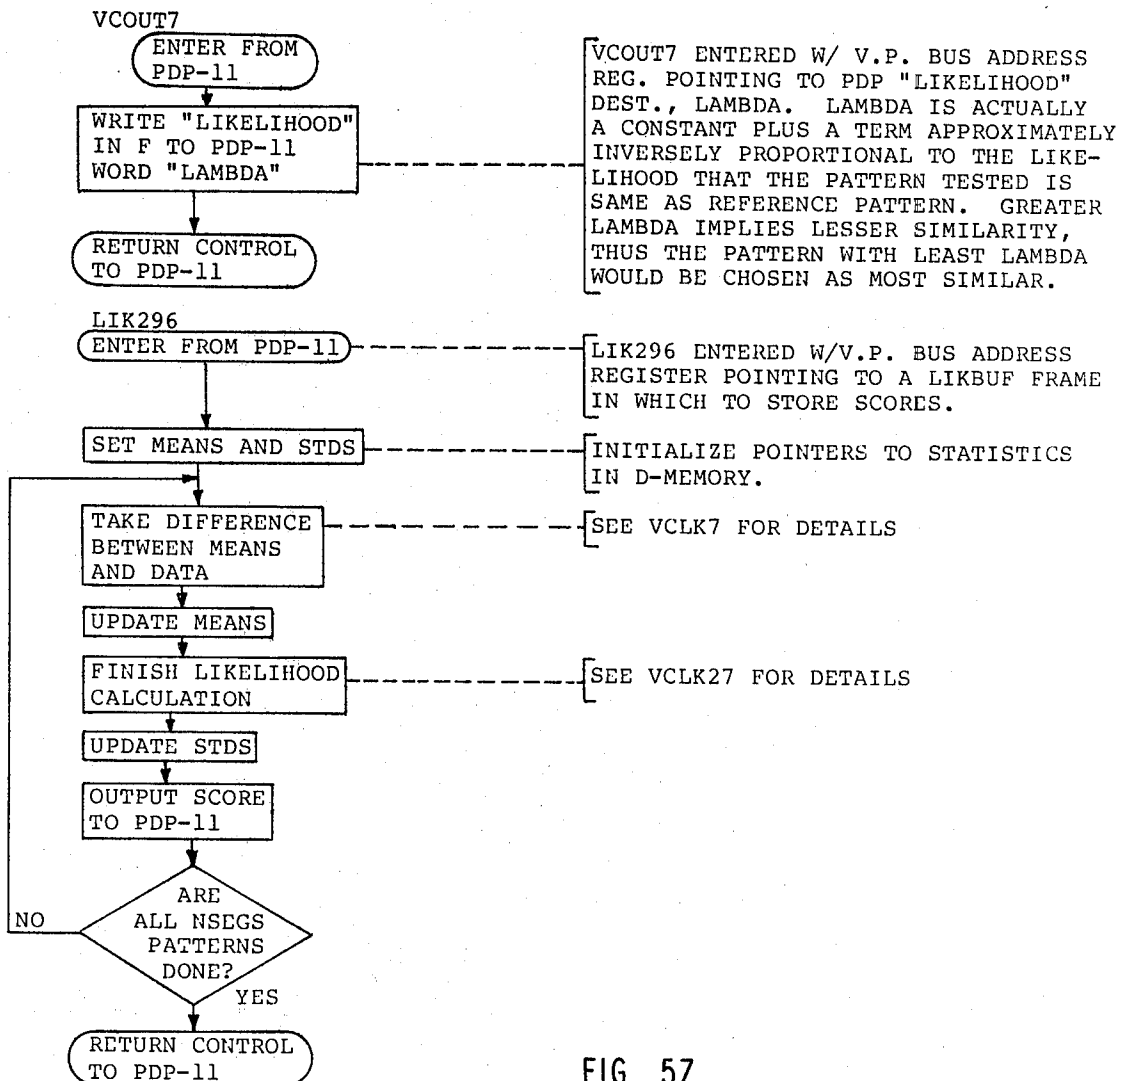 VCOUT7
ENTER FROM
PDP-11
WRITE "LIKELIHOOD"
IN F TO PDP-11
WORD "LAMBDA"
RETURN CONTROL
TO PDP-11
VCOUT7 ENTERED W/ V.P. BUS ADDRESS
REG. POINTING TO PDP "LIKELIHOOD"
DEST., LAMBDA. LAMBDA IS ACTUALLY
A CONSTANT PLUS A TERM APPROXIMATELY
INVERSELY PROPORTIONAL TO THE LIKE-
LIHOOD THAT THE PATTERN TESTED IS
SAME AS REFERENCE PATTERN. GREATER
LAMBDA IMPLIES LESSER SIMILARITY,
THUS THE PATTERN WITH LEAST LAMBDA
WOULD BE CHOSEN AS MOST SIMILAR.
LIK296
ENTER FROM PDP-11
LIK296 ENTERED W/V.P. BUS ADDRESS
REGISTER POINTING TO A LIKBUF FRAME
IN WHICH TO STORE SCORES.
SET MEANS AND STDS
INITIALIZE POINTERS TO STATISTICS
IN D-MEMORY.
TAKE DIFFERENCE
BETWEEN MEANS
AND DATA
SEE VCLK7 FOR DETAILS
UPDATE MEANS
FINISH LIKELIHOOD
CALCULATION
SEE VCLK27 FOR DETAILS
UPDATE STDS
OUTPUT SCORE
TO PDP-11
ARE
ALL NSEGS
PATTERNS
DONE?
NO
YES
RETURN CONTROL
TO PDP-11
FIG. 57